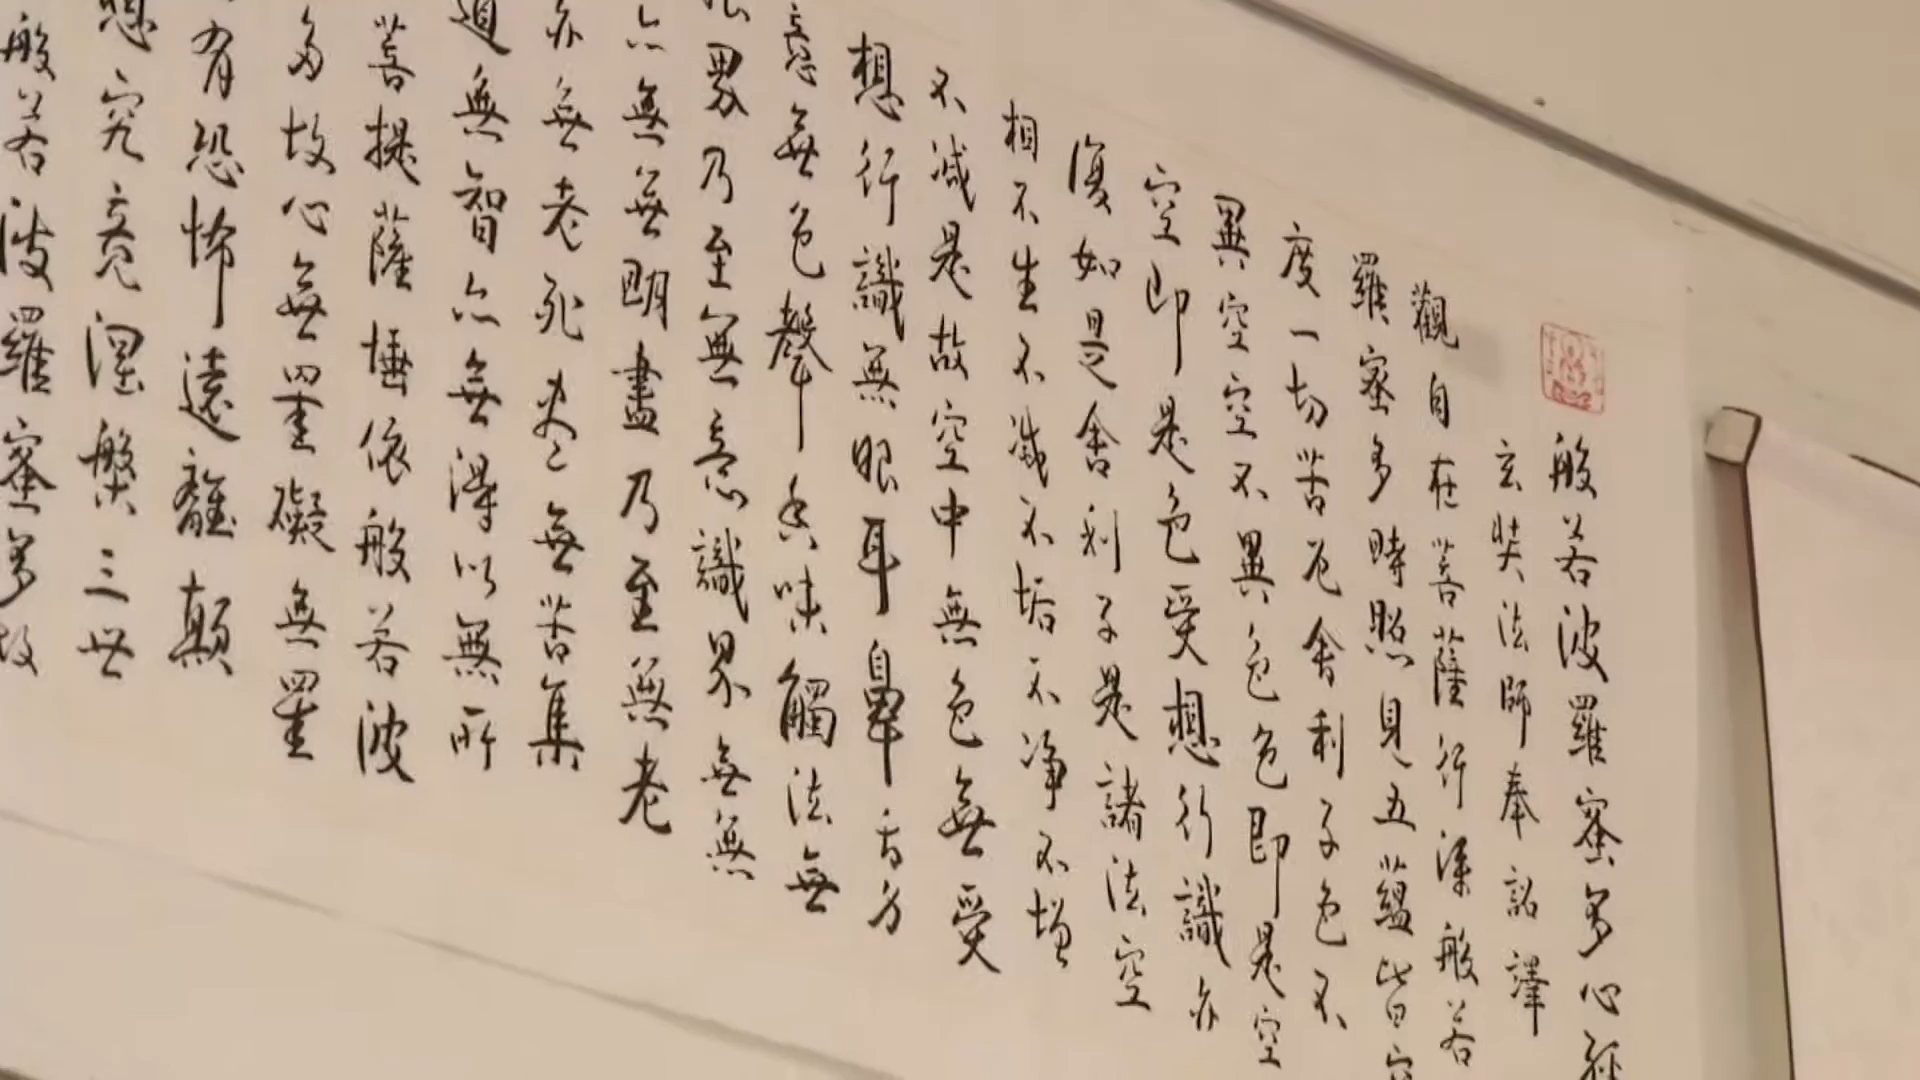 般若波羅蜜多心經
玄奘法師奉詔譯
觀自在菩薩行深般若
羅蜜多時照見五蘊皆空
度一切苦厄舍利子色不
異空空不異色色即是空
空即是色受想行識亦
復如是舍利子是諸法空
相不生不滅不垢不淨不增
不減是故空中無色無受
想行識無眼耳鼻舌身
意無色聲香味觸法無
眼界乃至無意識界無無
亦無無明盡乃至無老
亦無老死盡無苦集
道無智亦無得以無所
菩提薩埵依般若波
多故心無罣礙無罣
有恐怖遠離顛
想究竟涅槃三世
般若波羅蜜多故